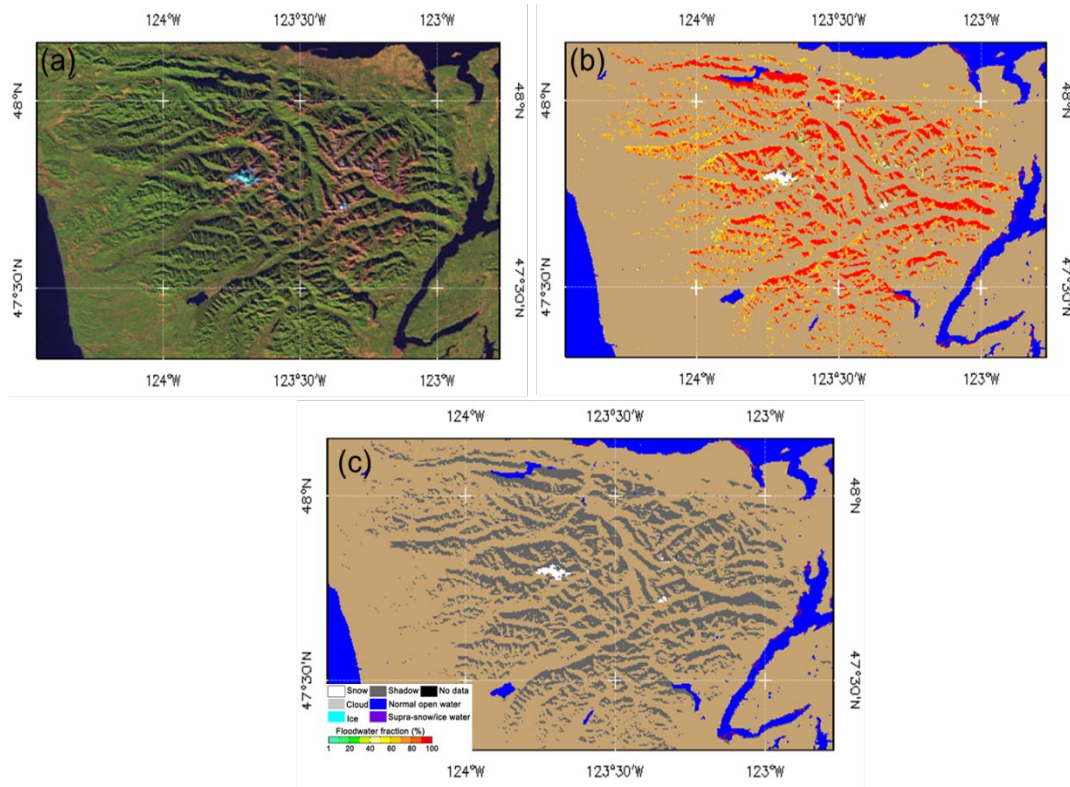 124°W 123°30'W 123°W
124°W 123°30'W 123°W
(a)
(b)
48°N
48°N
48°N
48°N
47°30'N
47°30'N
47°30'N
47°30'N
124°W 123°30'W 123°W
124°W 123°30'W 123°W
124°W 123°30'W 123°W
(c)
48°N
48°N
47°30'N
47°30'N
Snow Shadow No data
Cloud Normal open water
Ice Supra-snow/ice water
Floodwater fraction (%)
1 20 40 60 80 100
124°W 123°30'W 123°W